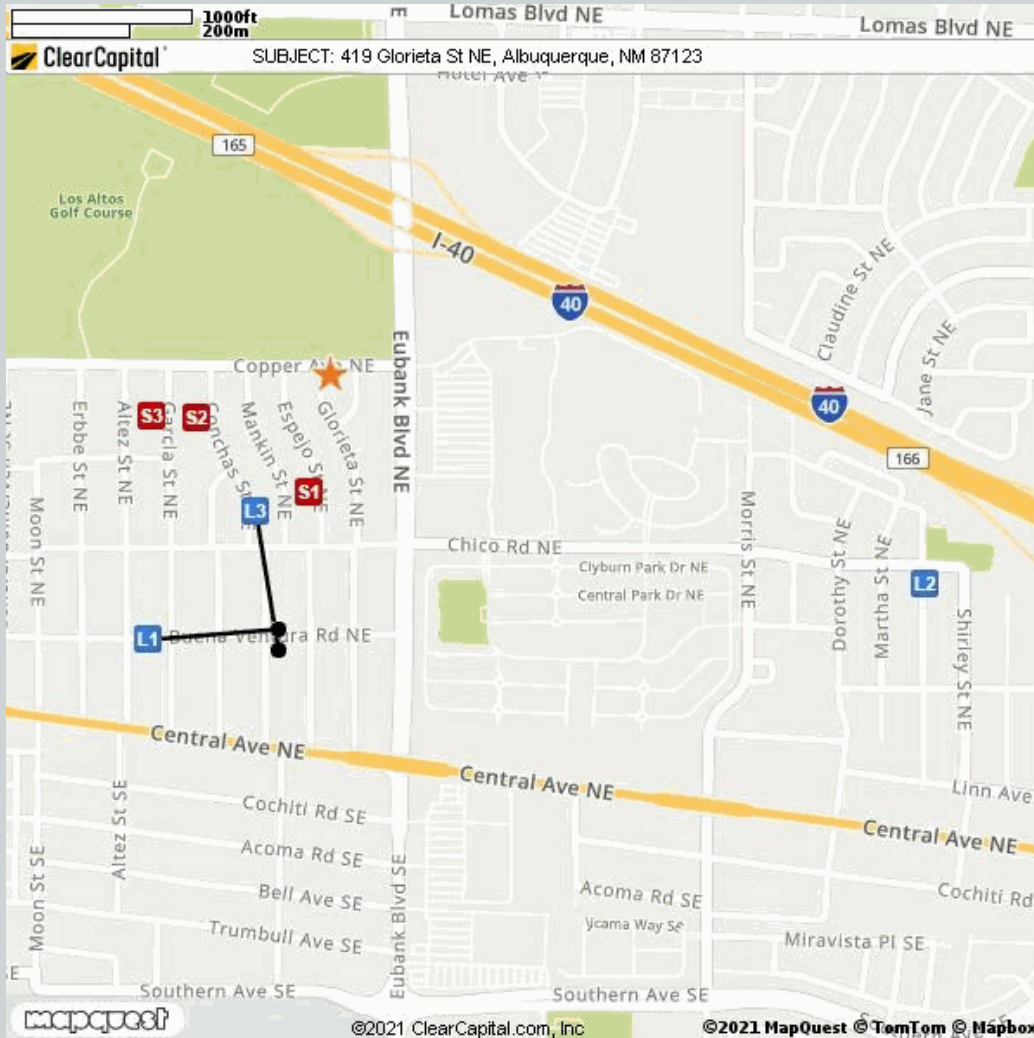 1000ft
200m
E
Lomas Blvd NE
Lomas Blvd NE
ClearCapital
SUBJECT: 419 Glorieta St NE, Albuquerque, NM 87123
Hotel Ave
165
Los Altos
Golf Course
I-40
40
Claudine St NE
Jane St NE
Copper Ave NE
Eubank Blvd NE
40
166
S3
S2
S1
L3
Erbbe St NE
Altez St NE
Garcia St NE
Conchas St NE
Mankin St NE
Espejo St NE
Glorieta St NE
Moon St NE
Chico Rd NE
Morris St NE
Clyburn Park Dr NE
Central Park Dr NE
Dorothy St NE
Martha St NE
L2
Shirley St NE
L1
Buena Ventura Rd NE
Central Ave NE
Central Ave NE
Linn Ave
Central Ave NE
Altez St SE
Cochiti Rd SE
Acoma Rd SE
Bell Ave SE
Trumbull Ave SE
Moon St SE
Eubank Blvd SE
Acoma Rd SE
Jicama Way SE
Cochiti Rd
Miravista Pl SE
SE
Southern Ave SE
Southern Ave SE
mapquest
©2021 ClearCapital.com, Inc
©2021 MapQuest © TomTom © Mapbox